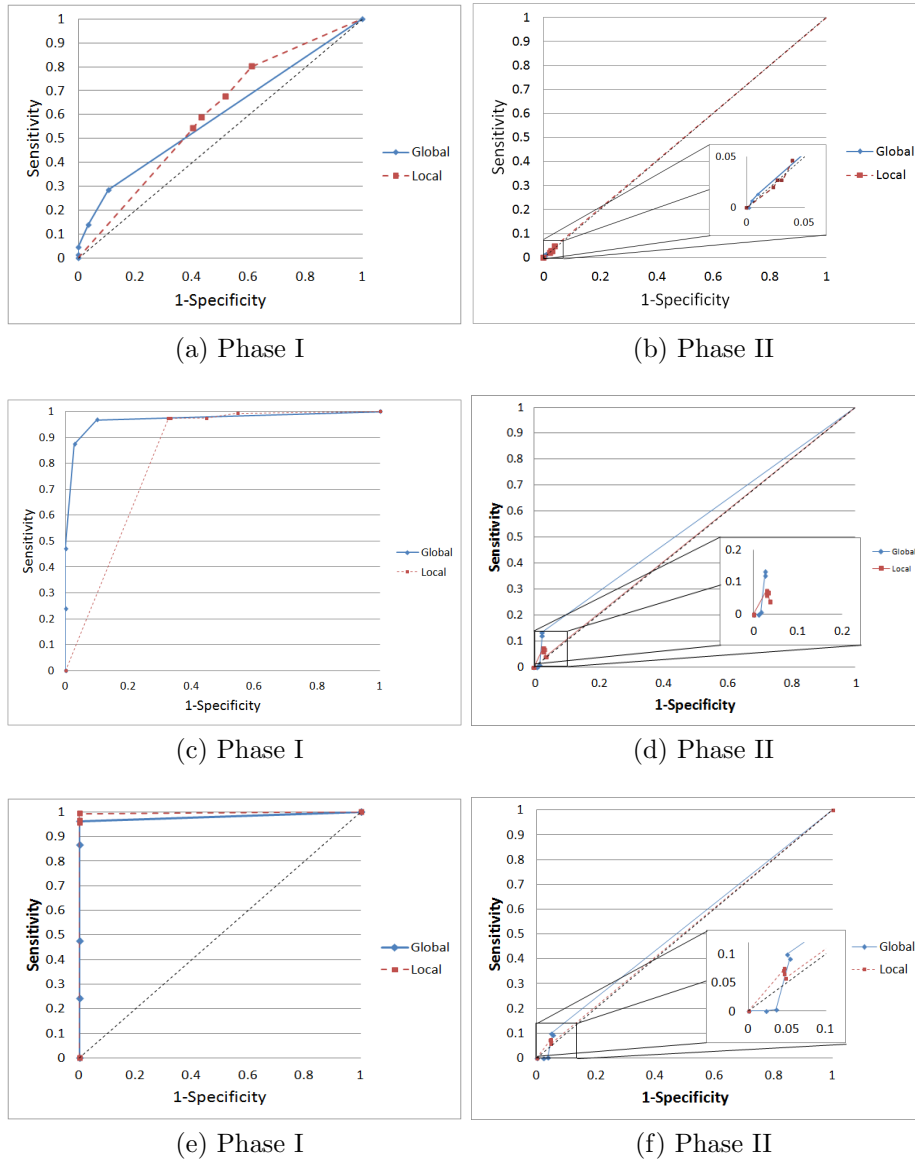 1
0.9
0.8
0.7
0.6
0.5
0.4
0.3
0.2
0.1
0
Sensitivity
0 0.2 0.4 0.6 0.8 1
1-Specificity
Global
Local
(a) Phase I
1
0.9
0.8
0.7
0.6
0.5
0.4
0.3
0.2
0.1
0
Sensitivity
0 0.2 0.4 0.6 0.8 1
1-Specificity
0.05
0
0 0.05
Global
Local
(b) Phase II
1
0.9
0.8
0.7
0.6
0.5
0.4
0.3
0.2
0.1
0
Sensitivity
0 0.2 0.4 0.6 0.8 1
1-Specificity
Global
Local
(c) Phase I
1
0.9
0.8
0.7
0.6
0.5
0.4
0.3
0.2
0.1
0
Sensitivity
0 0.2 0.4 0.6 0.8 1
1-Specificity
0.2
0.1
0
0 0.1 0.2
Global
Local
(d) Phase II
1
0.9
0.8
0.7
0.6
0.5
0.4
0.3
0.2
0.1
0
Sensitivity
0 0.2 0.4 0.6 0.8 1
1-Specificity
Global
Local
(e) Phase I
1
0.9
0.8
0.7
0.6
0.5
0.4
0.3
0.2
0.1
0
Sensitivity
0 0.2 0.4 0.6 0.8 1
1-Specificity
0.1
0.05
0
0 0.05 0.1
Global
Local
(f) Phase II